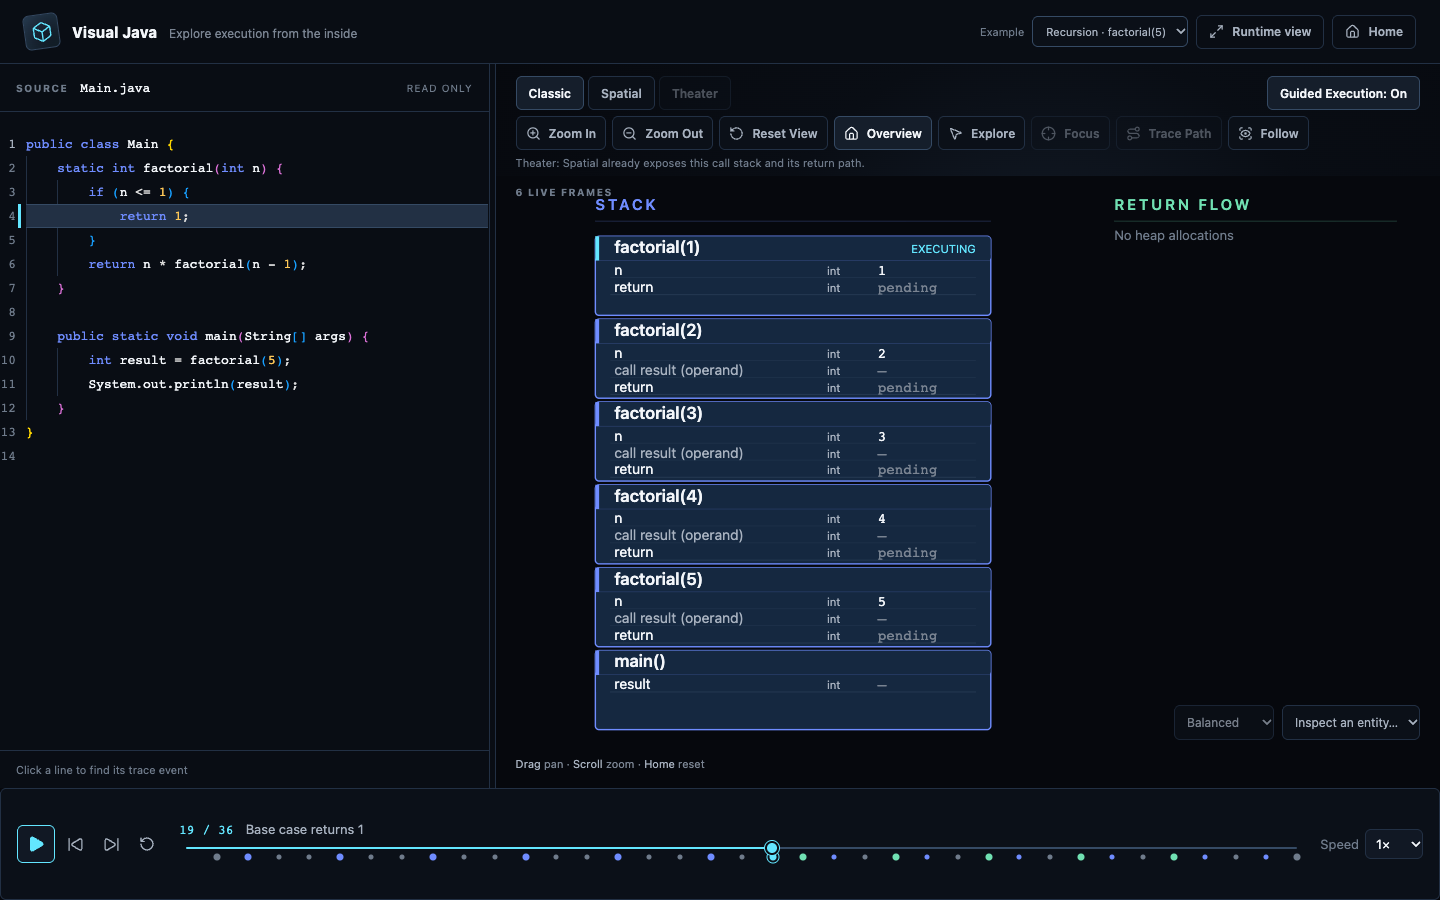 Visual Java Explore execution from the inside
Example Recursion · factorial(5) Runtime view Home
SOURCE Main.java READ ONLY
1 public class Main {
2 static int factorial(int n) {
3 if (n <= 1) {
4 return 1;
5 }
6 return n * factorial(n - 1);
7 }
8
9 public static void main(String[] args) {
10 int result = factorial(5);
11 System.out.println(result);
12 }
13 }
14
Click a line to find its trace event
Classic Spatial Theater Guided Execution: On
Zoom In Zoom Out Reset View Overview Explore Focus Trace Path Follow
Theater: Spatial already exposes this call stack and its return path.
6 LIVE FRAMES
STACK
factorial(1) EXECUTING
n int 1
return int pending
factorial(2)
n int 2
call result (operand) int —
return int pending
factorial(3)
n int 3
call result (operand) int —
return int pending
factorial(4)
n int 4
call result (operand) int —
return int pending
factorial(5)
n int 5
call result (operand) int —
return int pending
main()
result int —
RETURN FLOW
No heap allocations
Balanced Inspect an entity...
Drag pan · Scroll zoom · Home reset
19 / 36 Base case returns 1
Speed 1×